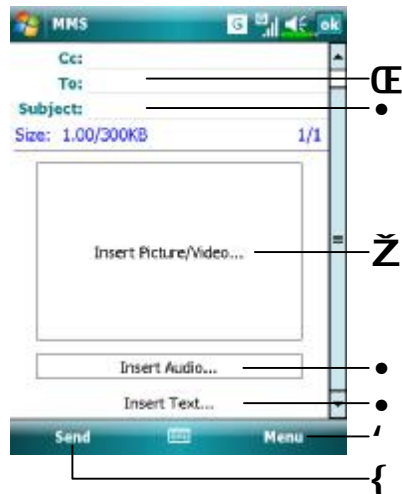 MMS G ok
Cc:
To: Œ
Subject: •
Size: 1.00/300KB 1/1
Insert Picture/Video... Ž
Insert Audio... •
Insert Text... •
Send Menu ‘
{